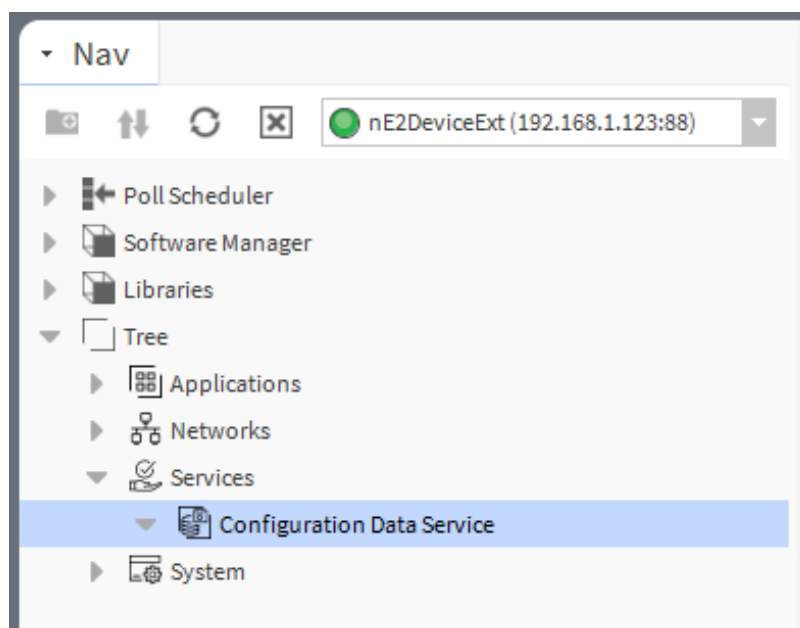 Nav
nE2DeviceExt (192.168.1.123:88)
Poll Scheduler
Software Manager
Libraries
Tree
Applications
Networks
Services
Configuration Data Service
System